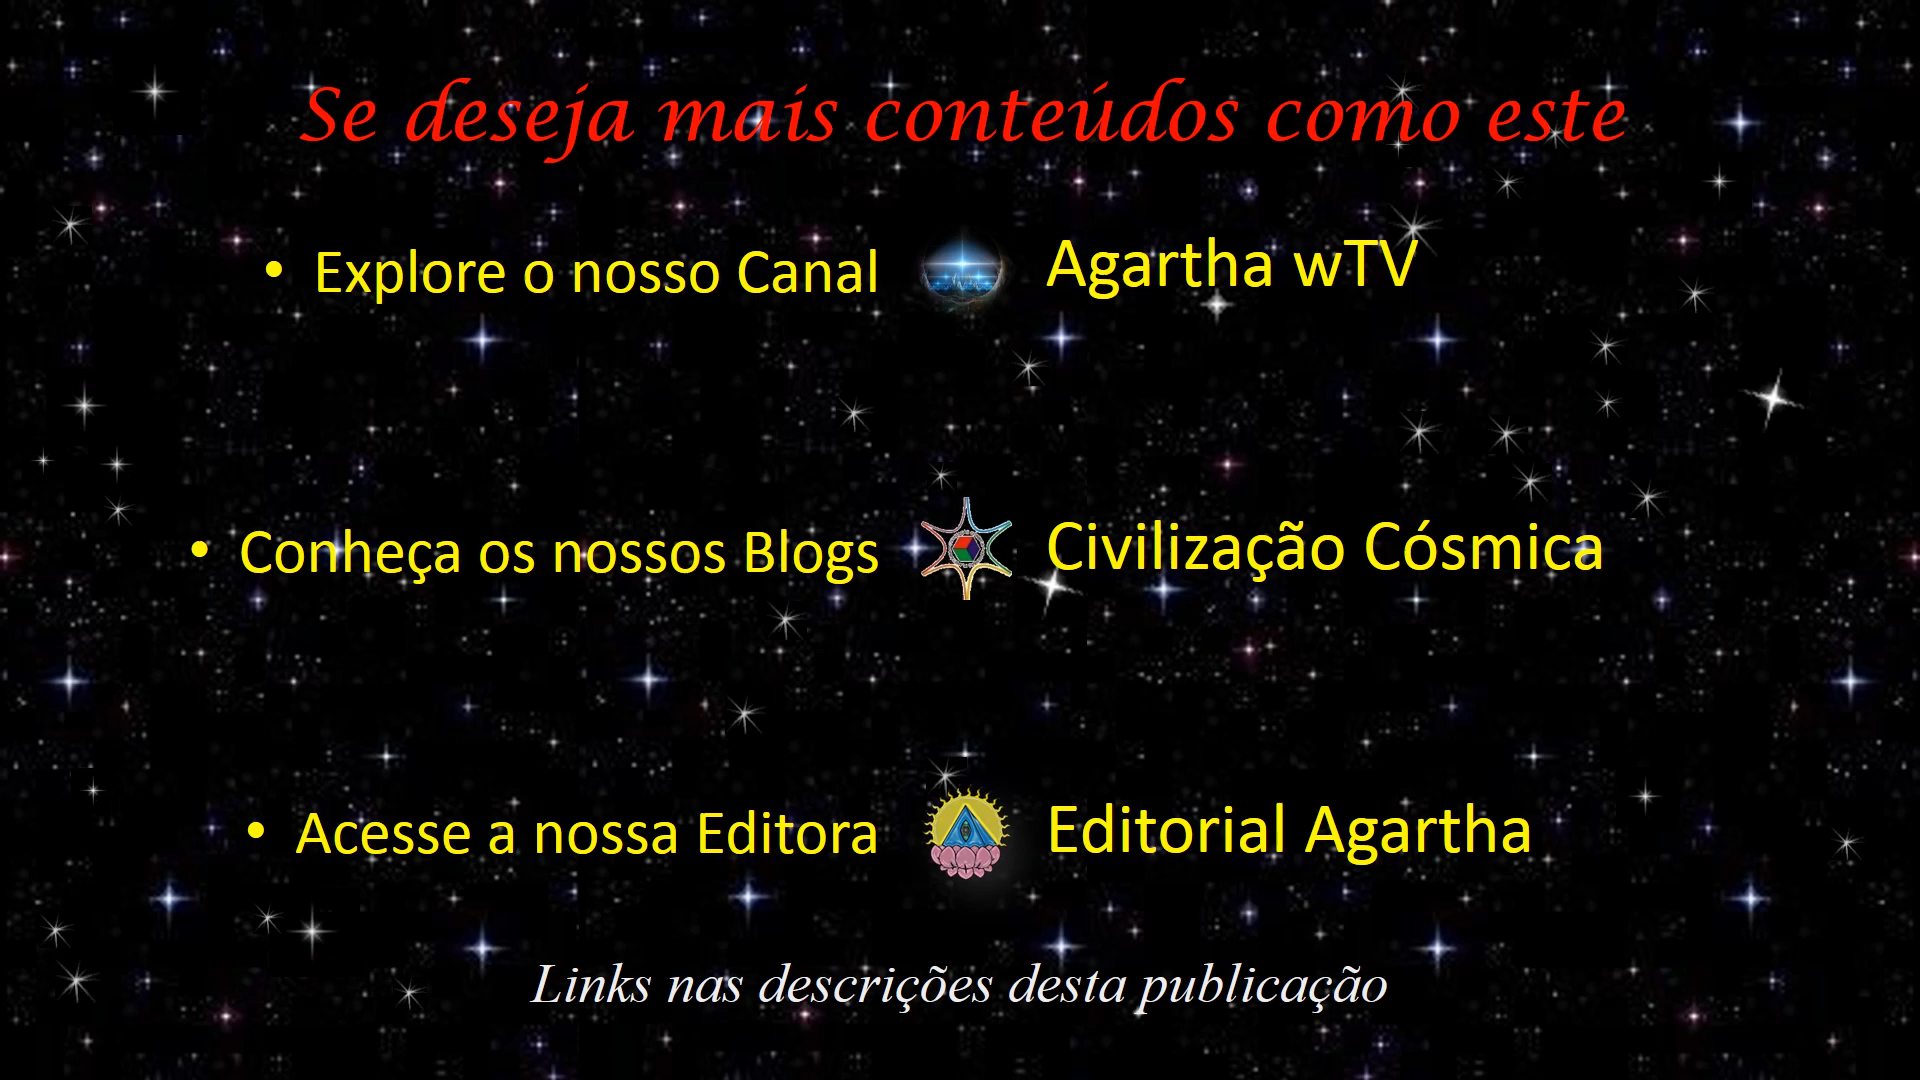 Se deseja mais conteúdos como este
• Explore o nosso Canal Agartha wTV
• Conheça os nossos Blogs Civilização Cósmica
• Acesse a nossa Editora Editorial Agartha
Links nas descrições desta publicação